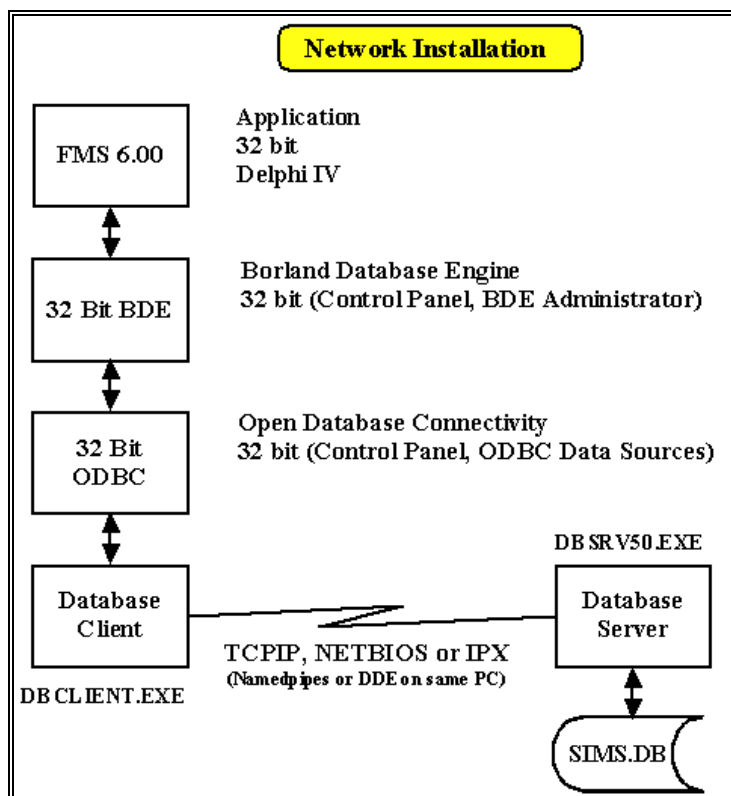 Network Installation
FMS 6.00
Application
32 bit
Delphi IV
32 Bit BDE
Borland Database Engine
32 bit (Control Panel, BDE Administrator)
32 Bit
ODBC
Open Database Connectivity
32 bit (Control Panel, ODBC Data Sources)
DBSRV50.EXE
Database
Client
Database
Server
TCPIP, NETBIOS or IPX
(Namedpipes or DDE on same PC)
DBCLIENT.EXE
SIMS.DB